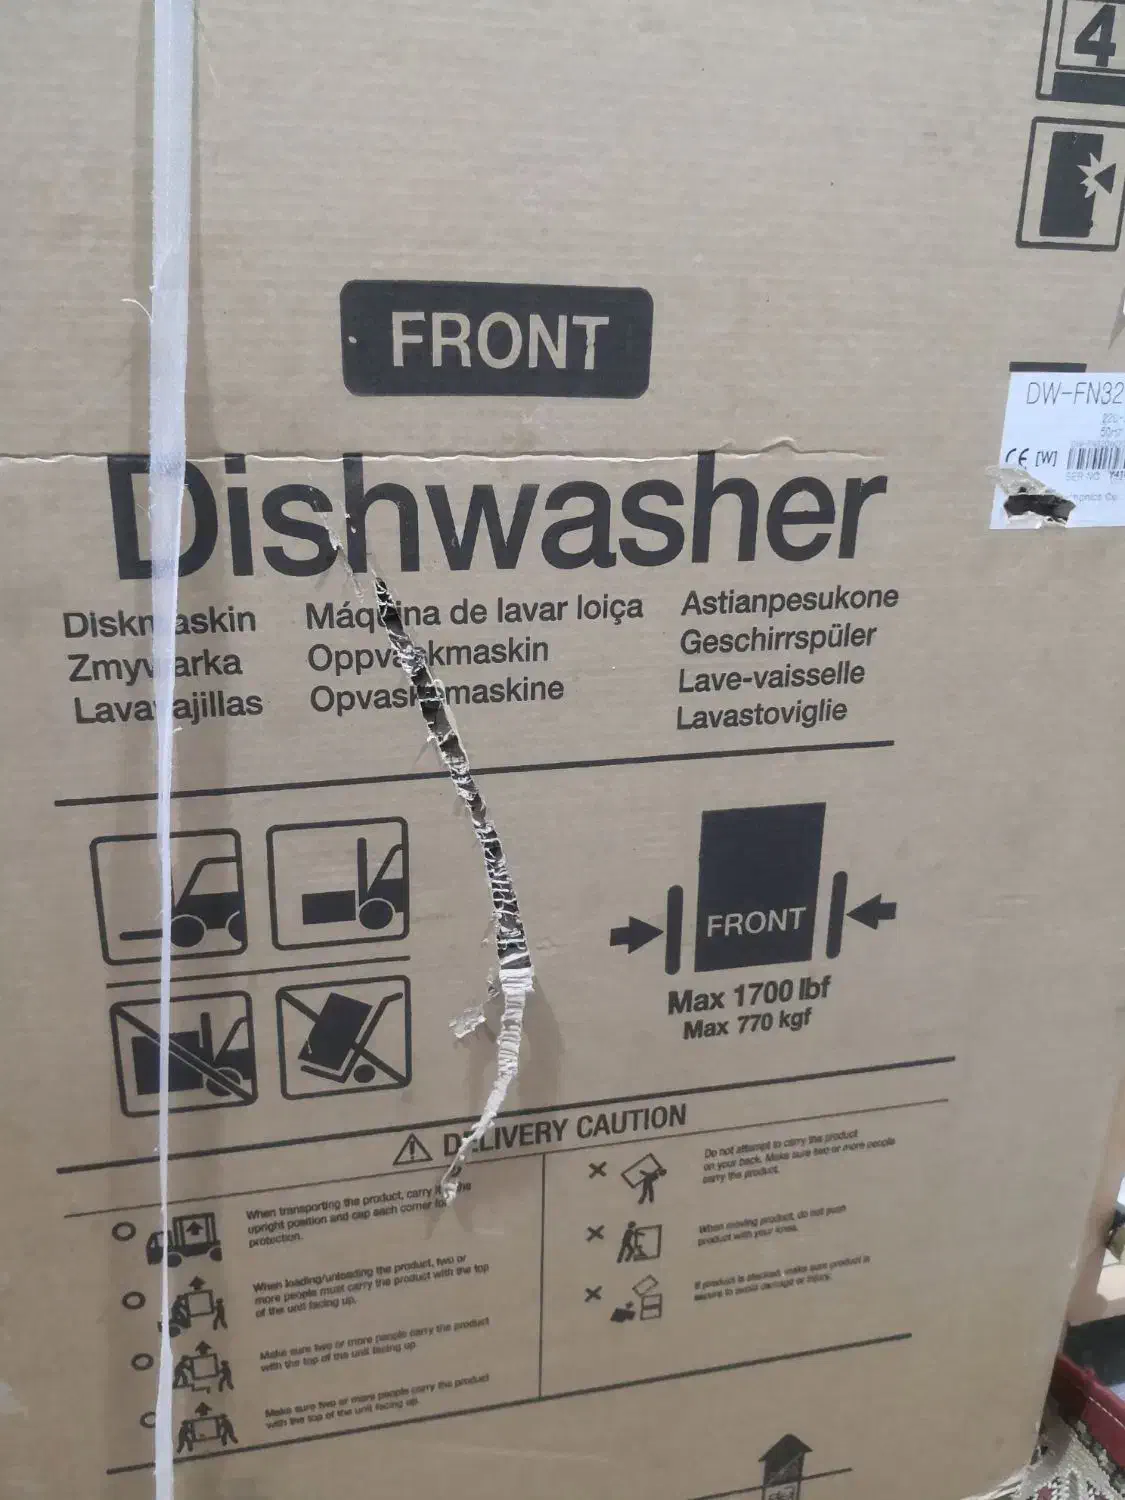 4
FRONT
DW-FN32
CE [W]
SER NO.
Dishwasher
Diskmaskin
Zmywarka
Lavavajillas
Máquina de lavar loiça
Oppvaskmaskin
Opvaskemaskine
Astianpesukone
Geschirrspüler
Lave-vaisselle
Lavastoviglie
FRONT
Max 1700 lbf
Max 770 kgf
DELIVERY CAUTION
When transporting the product, carry it the
upright position and cap each corner for
protection.
When loading/unloading the product, two or
more people must carry the product with the top
of the unit facing up.
Make sure two or more people carry the product
with the top of the unit facing up.
Make sure two or more people carry the product
with the top of the unit facing up.
Do not attempt to carry the product
on your back. Make sure two or more people
carry the product.
When moving product, do not push
product with your knee.
If product is stacked, make sure product is
secure to avoid damage or injury.